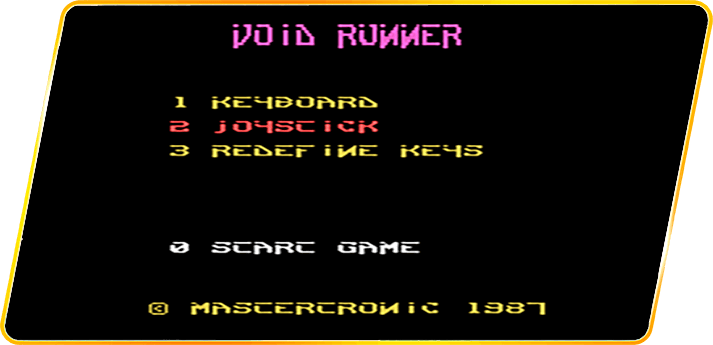 VOID RUNNER
1 KEYBOARD
2 JOYSTICK
3 REDEFINE KEYS
0 START GAME
© MASTERTRONIC 1987